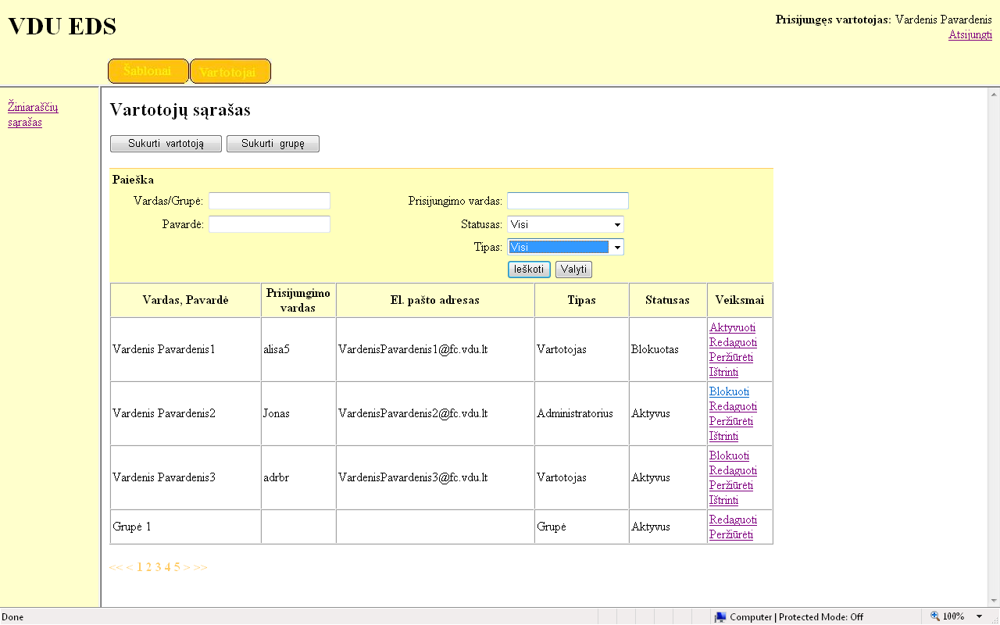 VDU EDS
Prisijungęs vartotojas: Vardenis Pavardenis
Atsijungti
Šablonai Vartotojai
Žiniaraščių
sąrašas
Vartotojų sąrašas
Sukurti vartotoją Sukurti grupę
Paieška
Vardas/Grupė: Prisijungimo vardas:
Pavardė: Statusas: Visi
Tipas: Visi
Ieškoti Valyti
Vardas, Pavardė Prisijungimo vardas El. pašto adresas Tipas Statusas Veiksmai
Vardenis Pavardenis1 alisa5 VardenisPavardenis1@fc.vdu.lt Vartotojas Blokuotas Aktyvuoti
Redaguoti
Peržiūrėti
Ištrinti
Vardenis Pavardenis2 Jonas VardenisPavardenis2@fc.vdu.lt Administratorius Aktyvus Blokuoti
Redaguoti
Peržiūrėti
Ištrinti
Vardenis Pavardenis3 adrbr VardenisPavardenis3@fc.vdu.lt Vartotojas Aktyvus Blokuoti
Redaguoti
Peržiūrėti
Ištrinti
Grupė 1 Grupė Aktyvus Redaguoti
Peržiūrėti
<< < 1 2 3 4 5 > >>
Done Computer | Protected Mode: Off 100%